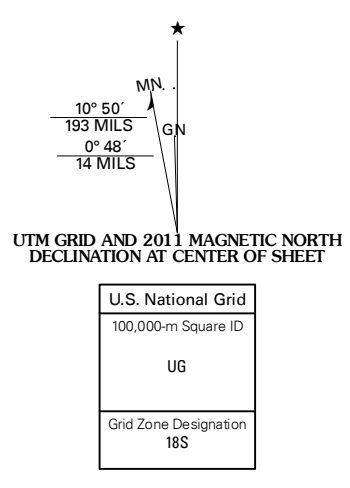 ★
MN
10° 50´
193 MILS
GN
0° 48´
14 MILS
UTM GRID AND 2011 MAGNETIC NORTH
DECLINATION AT CENTER OF SHEET
U.S. National Grid
100,000-m Square ID
UG
Grid Zone Designation
18S